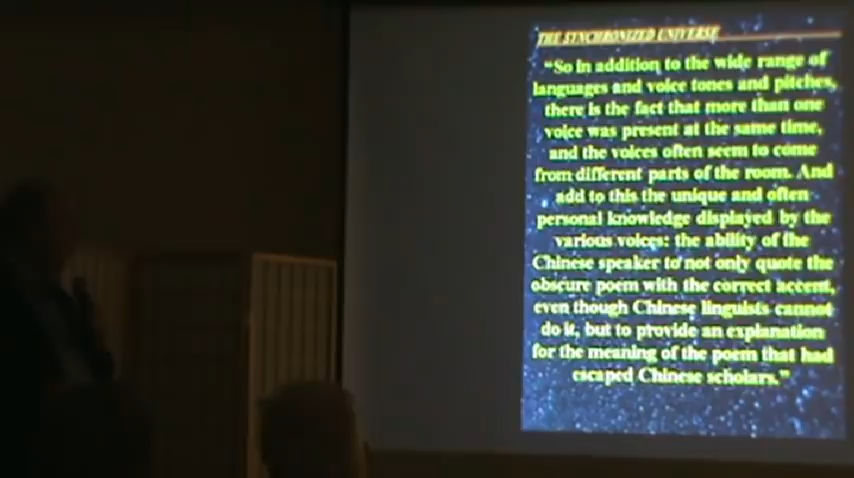 THE SYNCHRONIZED UNIVERSE
"So in addition to the wide range of
languages and voice tones and pitches,
there is the fact that more than one
voice was present at the same time,
and the voices often seem to come
from different parts of the room. And
add to this the unique and often
personal knowledge displayed by the
various voices: the ability of the
Chinese speaker to not only quote the
obscure poem with the correct accent,
even though Chinese linguists cannot
do it, but to provide an explanation
for the meaning of the poem that had
escaped Chinese scholars."